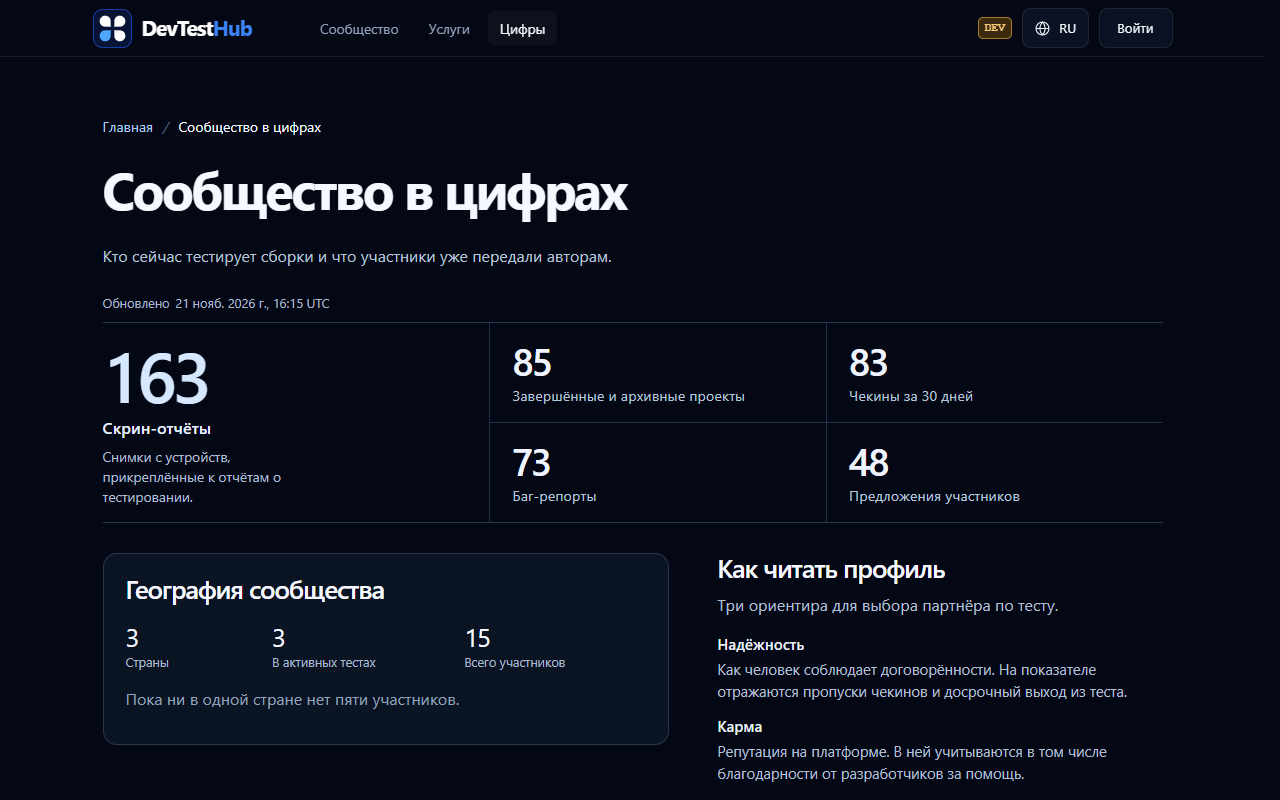 DevTestHub
Сообщество
Услуги
Цифры
DEV
RU
Войти
Главная / Сообщество в цифрах
Сообщество в цифрах
Кто сейчас тестирует сборки и что участники уже передали авторам.
Обновлено 21 нояб. 2026 г., 16:15 UTC
163
Скрин-отчёты
Снимки с устройств,
прикреплённые к отчётам о
тестировании.
85
Завершённые и архивные проекты
83
Чекины за 30 дней
73
Баг-репорты
48
Предложения участников
География сообщества
3
Страны
3
В активных тестах
15
Всего участников
Пока ни в одной стране нет пяти участников.
Как читать профиль
Три ориентира для выбора партнёра по тесту.
Надёжность
Как человек соблюдает договорённости. На показателе
отражаются пропуски чекинов и досрочный выход из теста.
Карма
Репутация на платформе. В ней учитываются в том числе
благодарности от разработчиков за помощь.